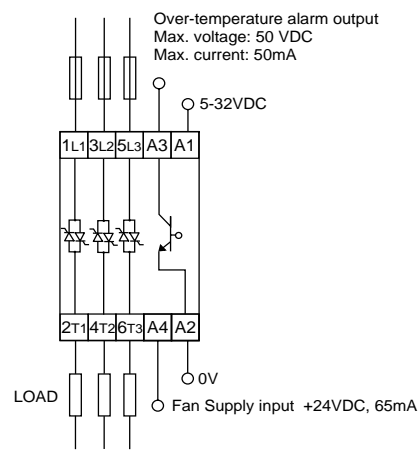 Over-temperature alarm output
Max. voltage: 50 VDC
Max. current: 50mA
5-32VDC
1L1 3L2 5L3 A3 A1
2T1 4T2 6T3 A4 A2
0V
LOAD
Fan Supply input +24VDC, 65mA